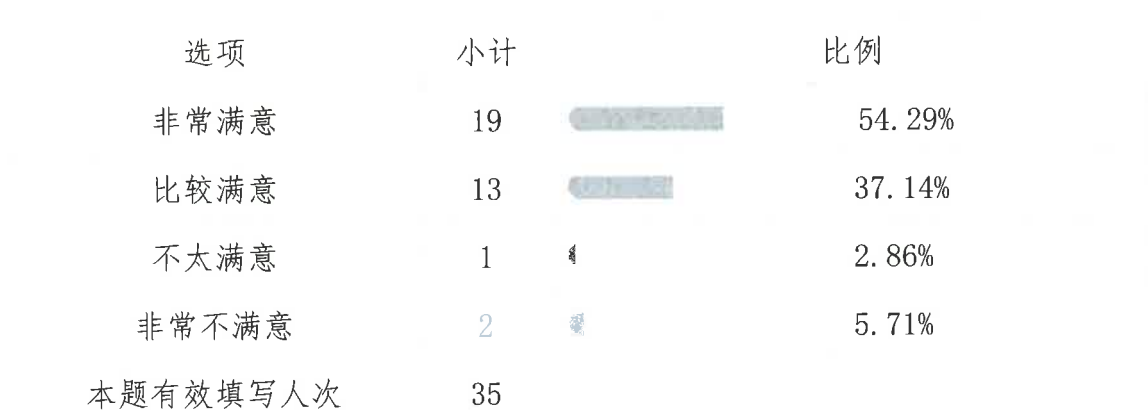 选项 小计 比例
非常满意 19 54.29%
比较满意 13 37.14%
不太满意 1 2.86%
非常不满意 2 5.71%
本题有效填写人次 35